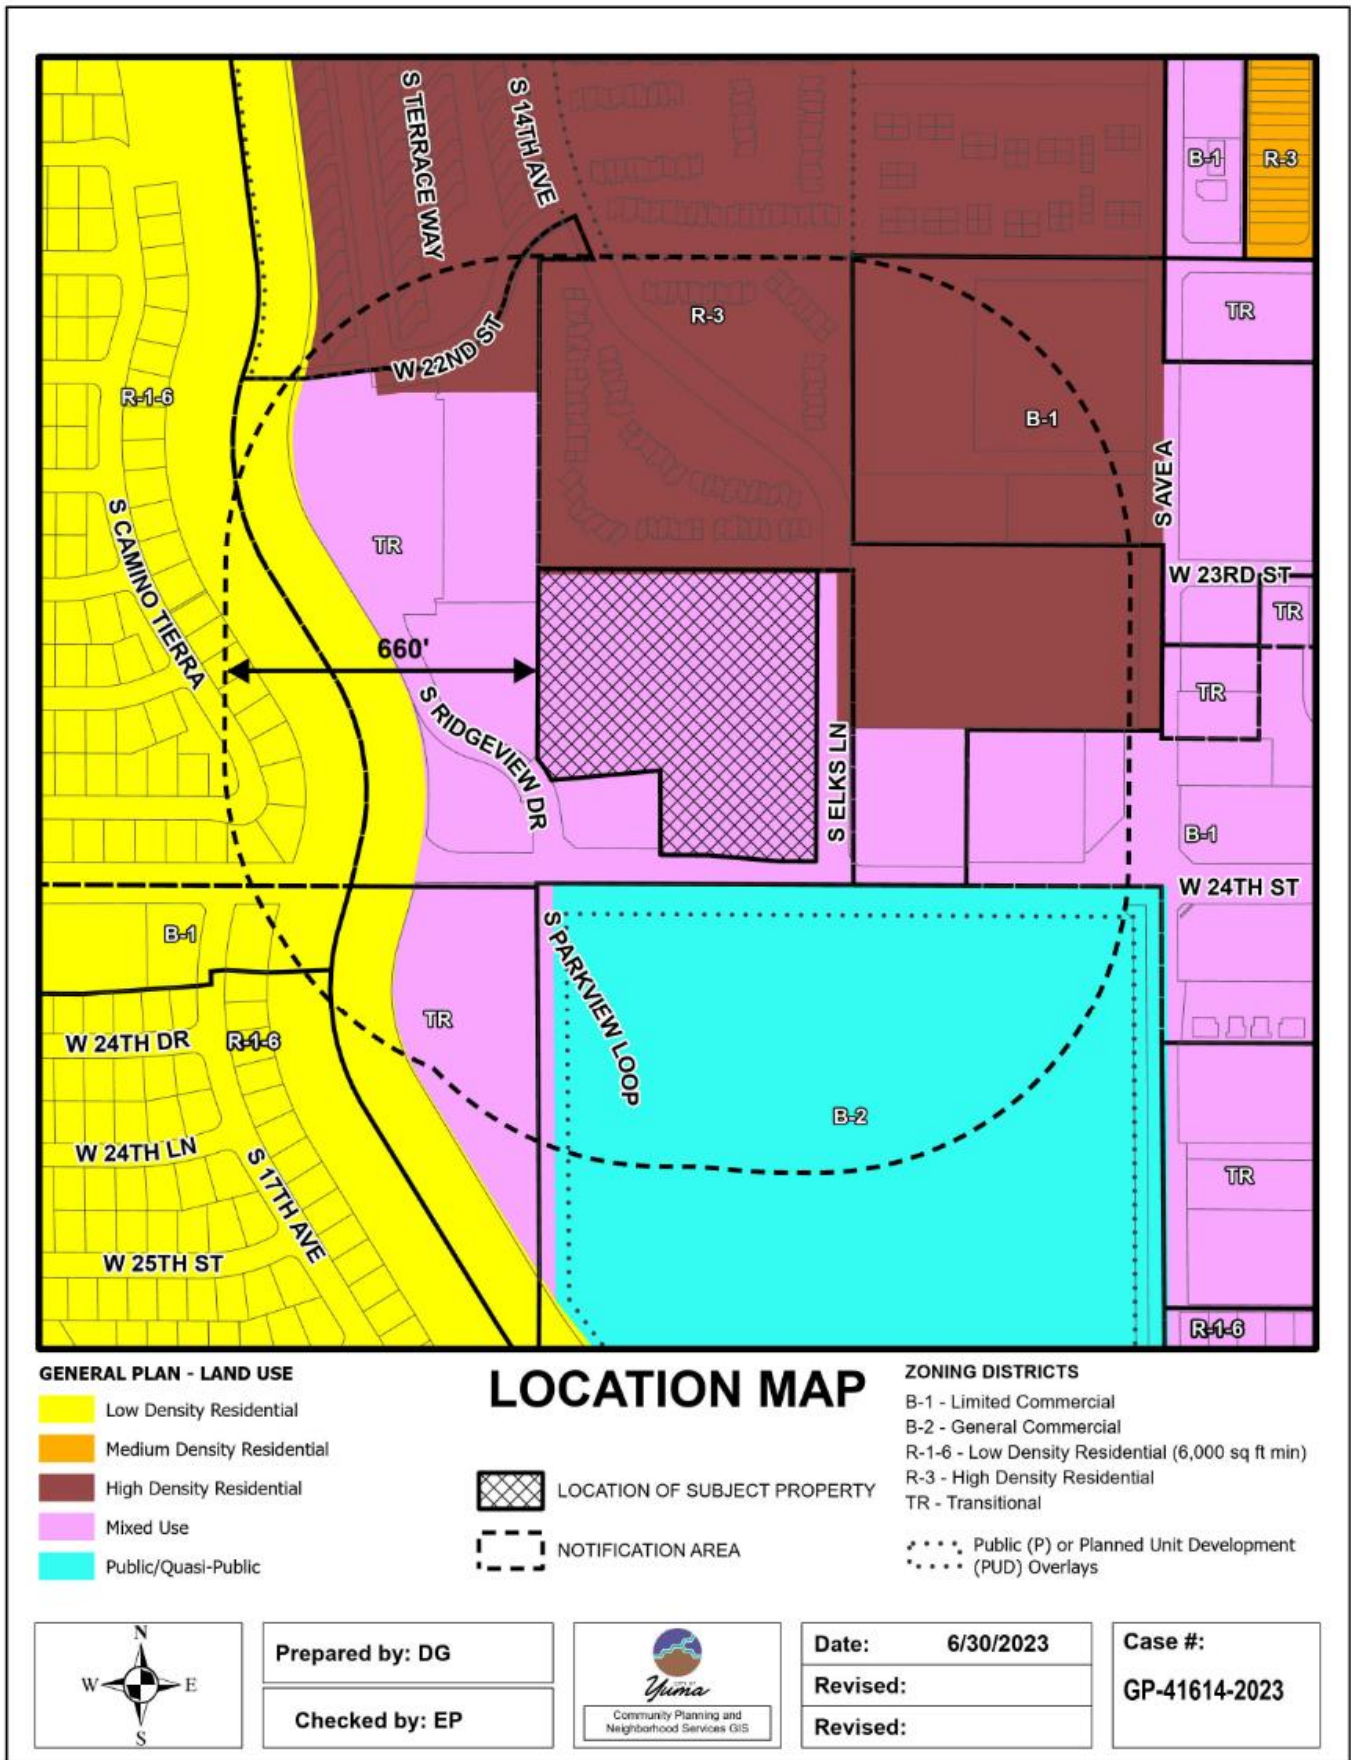 S TERRACE WAY
S 14TH AVE
B-1
R-3
TR
R-3
W 22ND ST
R-1-6
B-1
S AVE A
S CAMINO TIERRA
TR
W 23RD ST
TR
660'
TR
S RIDGEVIEW DR
S ELKS LN
B-1
W 24TH ST
B-1
S PARKVIEW LOOP
TR
W 24TH DR
R-1-6
B-2
W 24TH LN
S 17TH AVE
TR
W 25TH ST
R-1-6
GENERAL PLAN - LAND USE
Low Density Residential
Medium Density Residential
High Density Residential
Mixed Use
Public/Quasi-Public
LOCATION MAP
LOCATION OF SUBJECT PROPERTY
NOTIFICATION AREA
ZONING DISTRICTS
B-1 - Limited Commercial
B-2 - General Commercial
R-1-6 - Low Density Residential (6,000 sq ft min)
R-3 - High Density Residential
TR - Transitional
Public (P) or Planned Unit Development
(PUD) Overlays
N
W
E
S
Prepared by: DG
Checked by: EP
CITY OF
Yuma
Community Planning and
Neighborhood Services GIS
Date: 6/30/2023
Revised:
Revised:
Case #:
GP-41614-2023